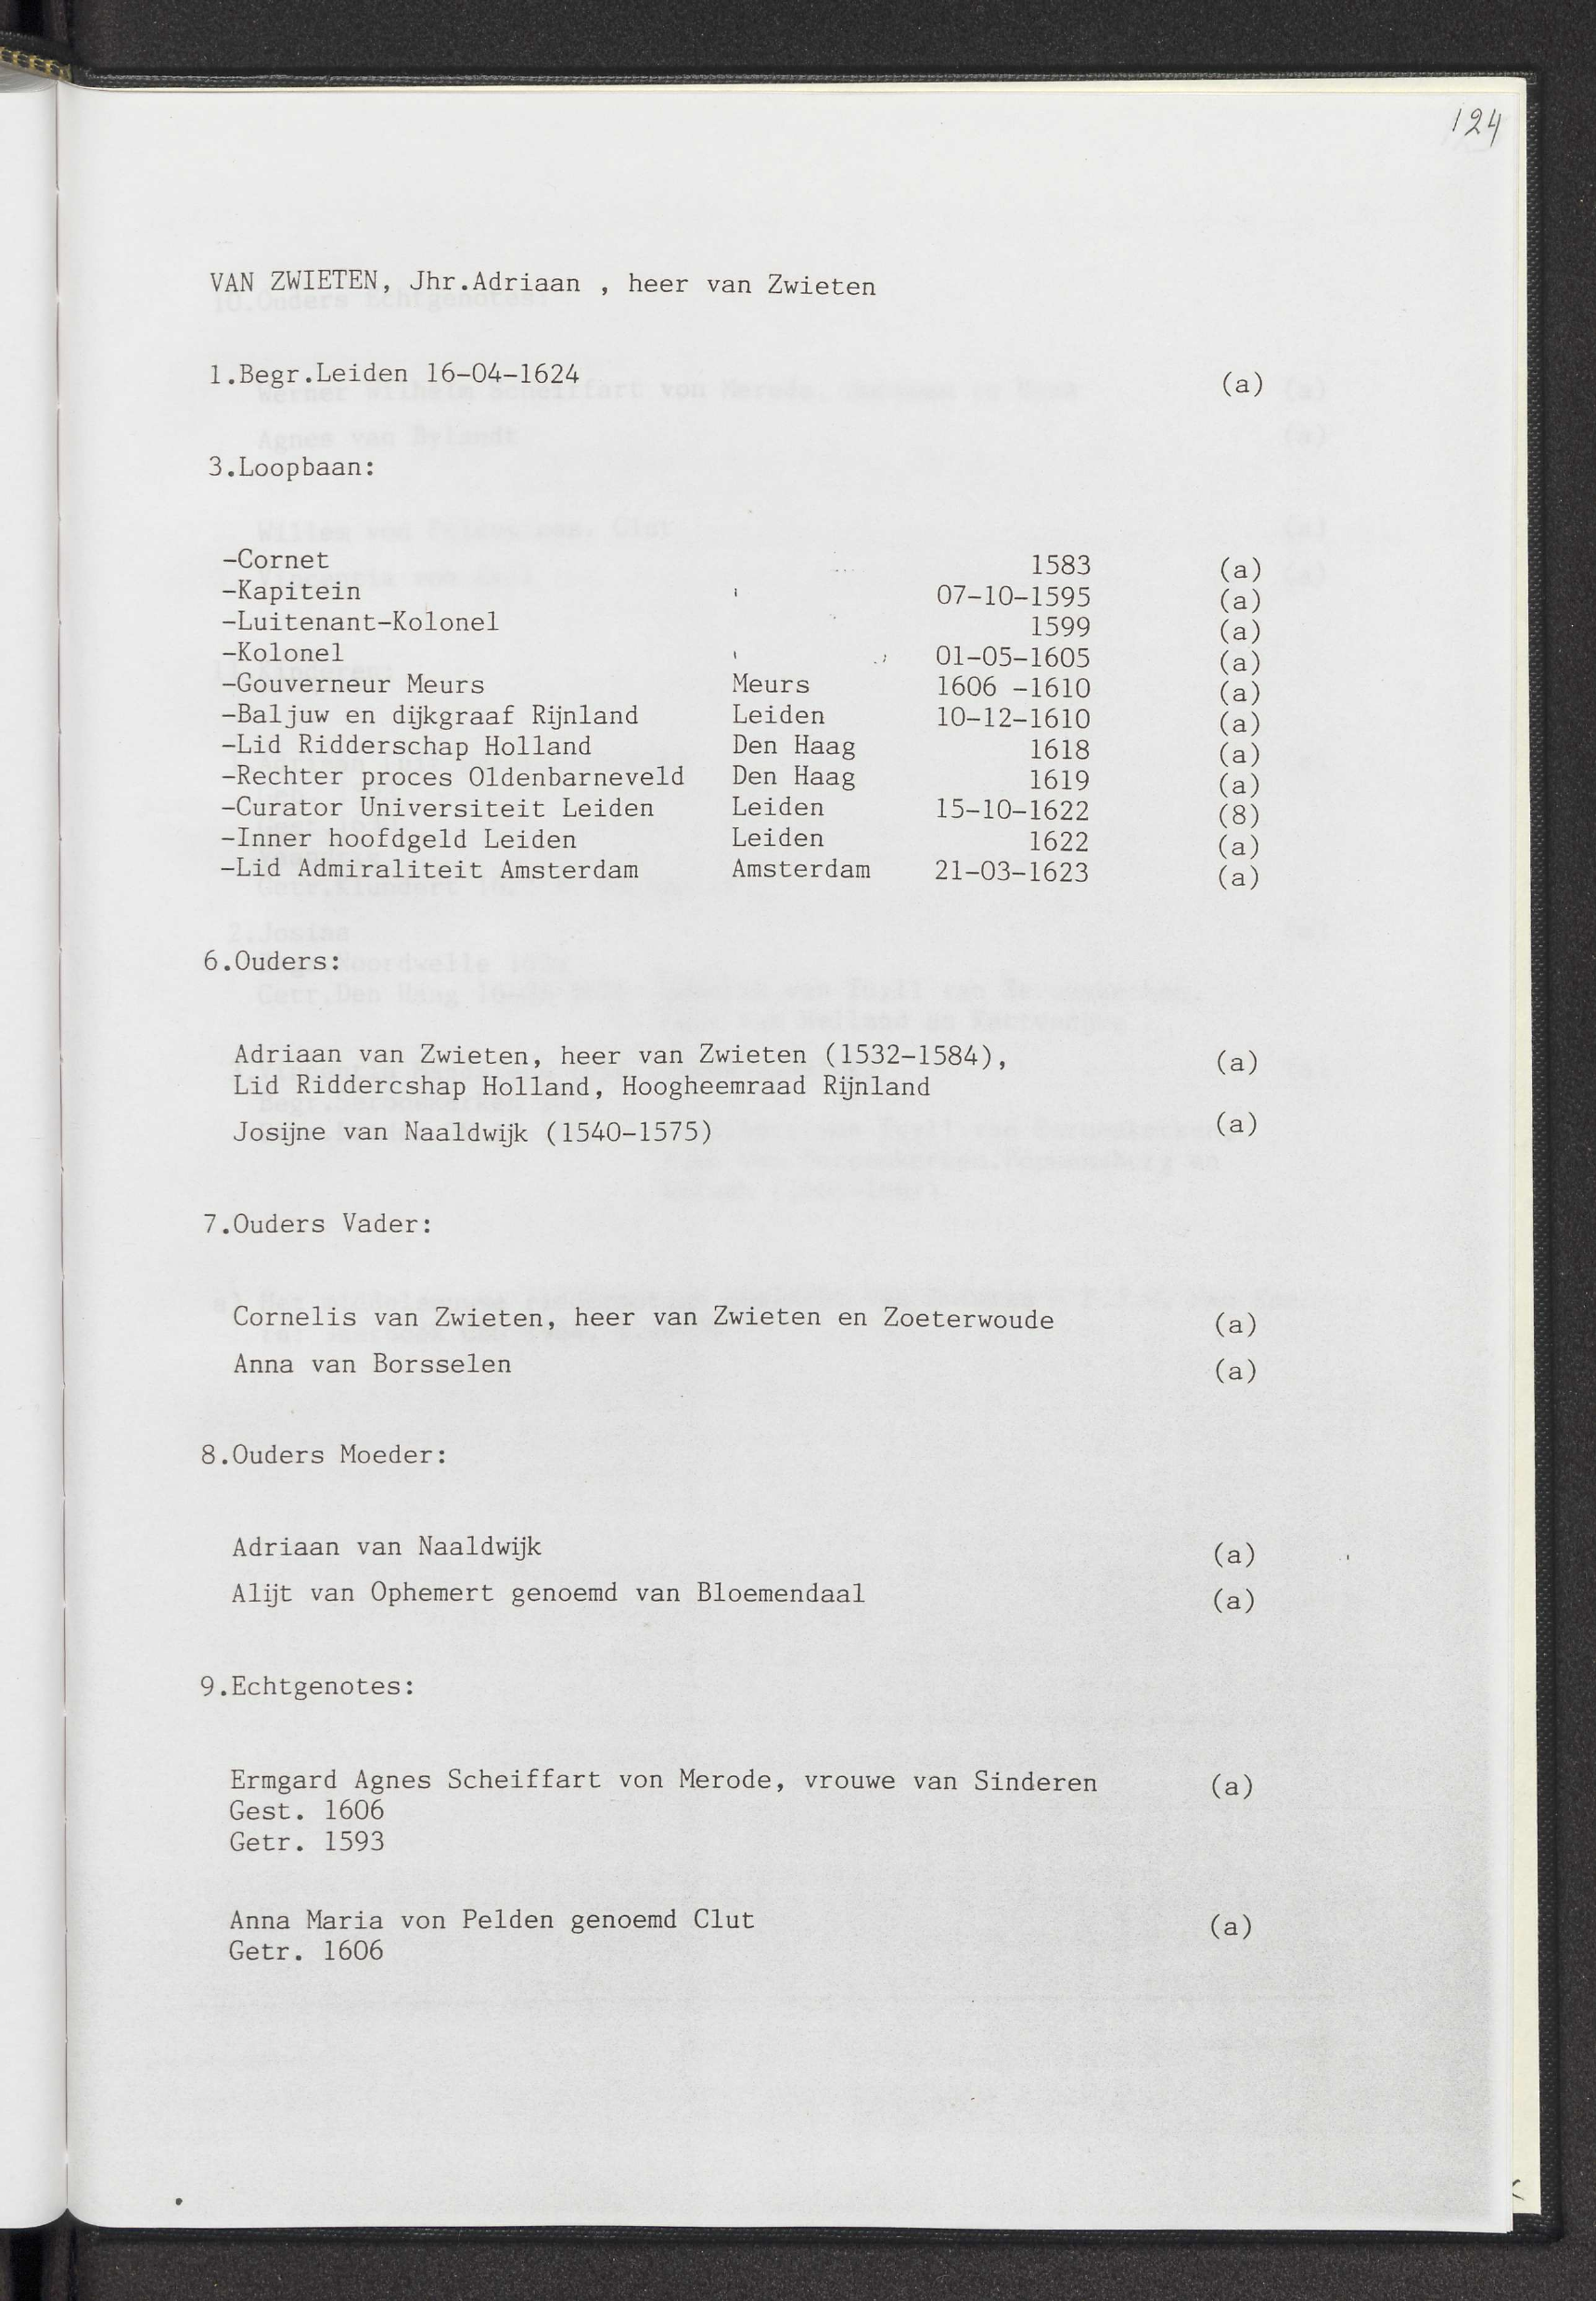 124
VAN ZWIETEN, Jhr.Adriaan , heer van Zwieten
1.Begr.Leiden 16-04-1624 (a)
3.Loopbaan:
-Cornet 1583 (a)
-Kapitein 07-10-1595 (a)
-Luitenant-Kolonel 1599 (a)
-Kolonel 01-05-1605 (a)
-Gouverneur Meurs Meurs 1606 -1610 (a)
-Baljuw en dijkgraaf Rijnland Leiden 10-12-1610 (a)
-Lid Ridderschap Holland Den Haag 1618 (a)
-Rechter proces Oldenbarneveld Den Haag 1619 (a)
-Curator Universiteit Leiden Leiden 15-10-1622 (8)
-Inner hoofdgeld Leiden Leiden 1622 (a)
-Lid Admiraliteit Amsterdam Amsterdam 21-03-1623 (a)
6.Ouders:
Adriaan van Zwieten, heer van Zwieten (1532-1584), (a)
Lid Riddercshap Holland, Hoogheemraad Rijnland
Josijne van Naaldwijk (1540-1575) (a)
7.Ouders Vader:
Cornelis van Zwieten, heer van Zwieten en Zoeterwoude (a)
Anna van Borsselen (a)
8.Ouders Moeder:
Adriaan van Naaldwijk (a)
Alijt van Ophemert genoemd van Bloemendaal (a)
9.Echtgenotes:
Ermgard Agnes Scheiffart von Merode, vrouwe van Sinderen (a)
Gest. 1606
Getr. 1593
Anna Maria von Pelden genoemd Clut (a)
Getr. 1606